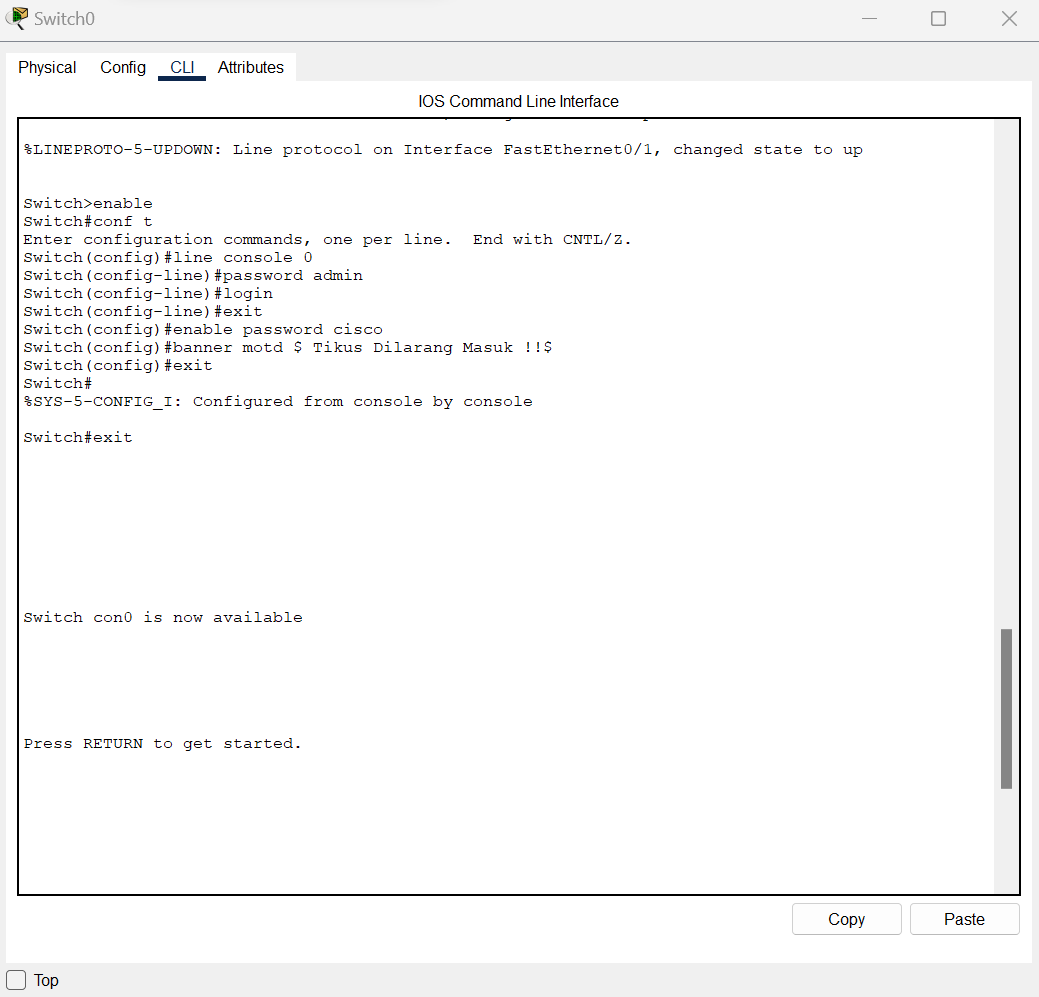 Switch0
Physical Config CLI Attributes
IOS Command Line Interface
%LINEPROTO-5-UPDOWN: Line protocol on Interface FastEthernet0/1, changed state to up
Switch>enable
Switch#conf t
Enter configuration commands, one per line.  End with CNTL/Z.
Switch(config)#line console 0
Switch(config-line)#password admin
Switch(config-line)#login
Switch(config-line)#exit
Switch(config)#enable password cisco
Switch(config)#banner motd $ Tikus Dilarang Masuk !!$
Switch(config)#exit
Switch#
%SYS-5-CONFIG_I: Configured from console by console
Switch#exit
Switch con0 is now available
Press RETURN to get started.
Copy Paste
Top